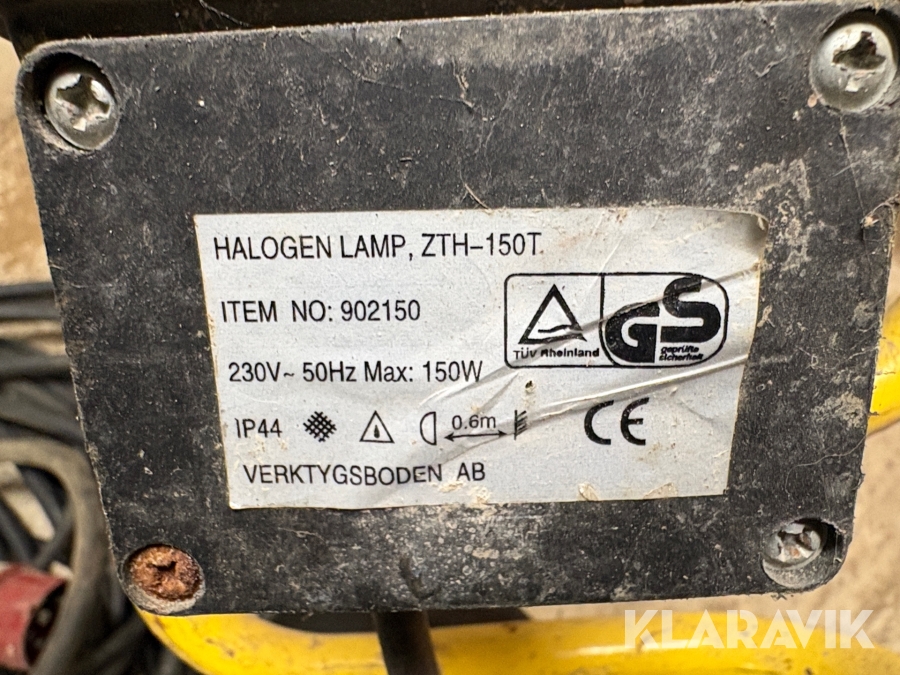 HALOGEN LAMP, ZTH-150T
ITEM NO: 902150
TÜV Rheinland
GS
geprüfte
sicherheit
230V~ 50Hz Max: 150W
IP44 0.6m CE
VERKTYGSBODEN AB
KLARAVIK